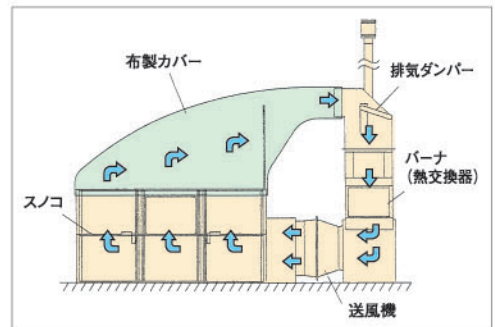 布製カバー
排気ダンパー
バーナ
(熱交換器)
スノコ
送風機